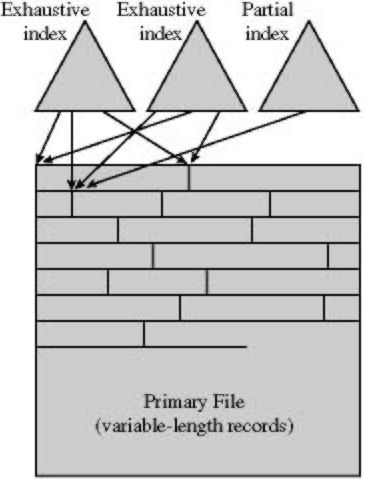 Exhaustive Exhaustive Partial
index index index
Primary File
(variable-length records)